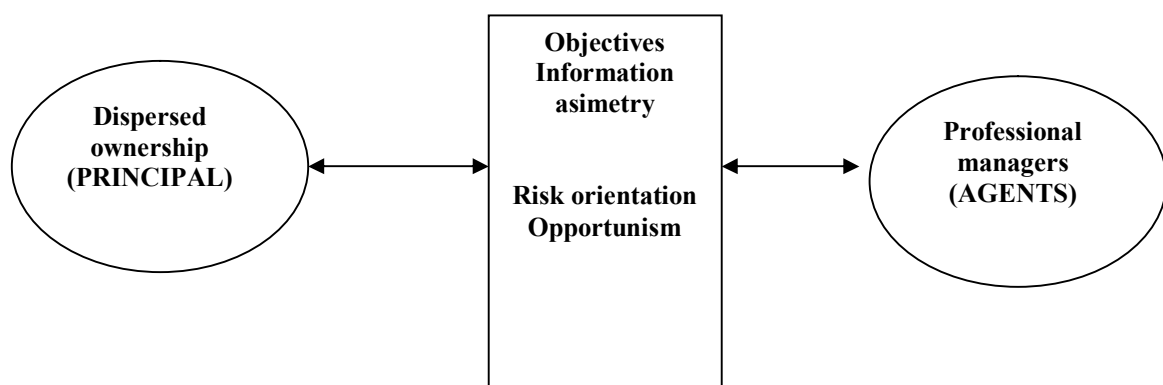 Dispersed
ownership
(PRINCIPAL)
Objectives
Information
asimetry
Risk orientation
Opportunism
Professional
managers
(AGENTS)